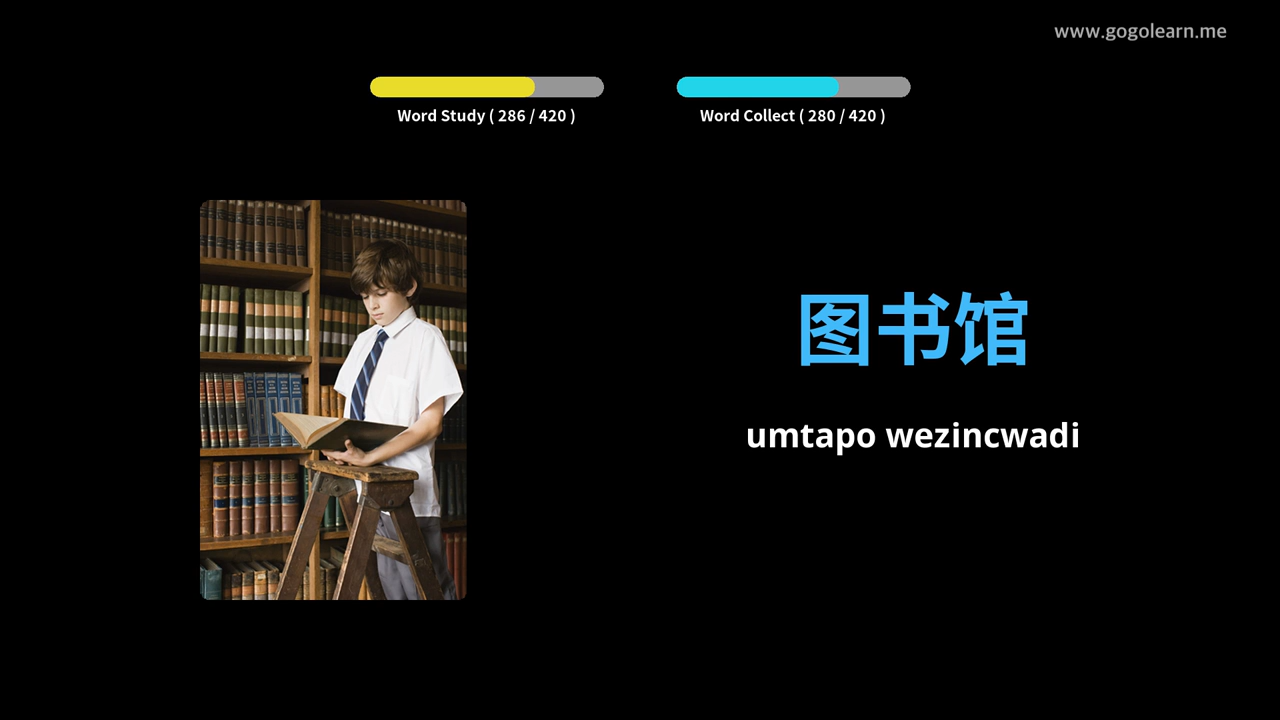 www.gogolearn.me
Word Study ( 286 / 420 )
Word Collect ( 280 / 420 )
图书馆
umtapo wezincwadi